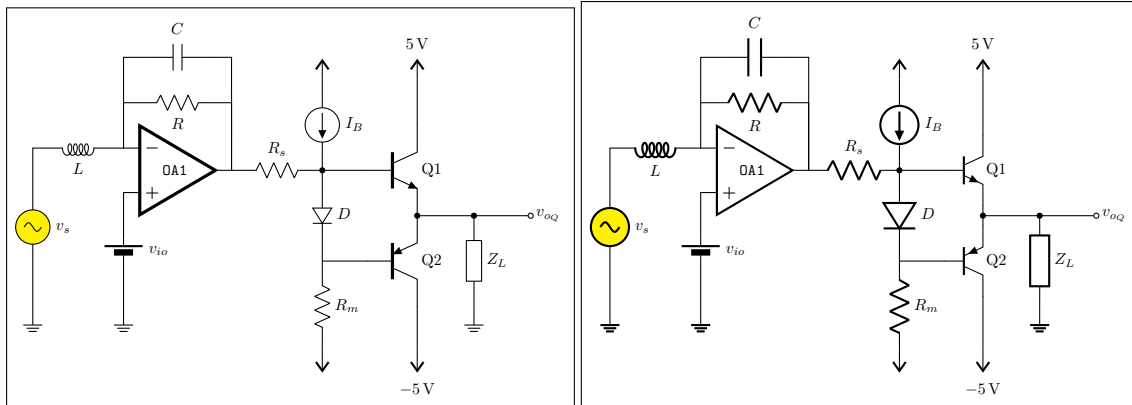 C
5 V
R
I_B
R_s
L
OA1
Q1
v_s
v_io
D
v_oQ
Q2
Z_L
R_m
−5 V
C
5 V
R
I_B
R_s
L
OA1
Q1
v_s
v_io
D
v_oQ
Q2
Z_L
R_m
−5 V